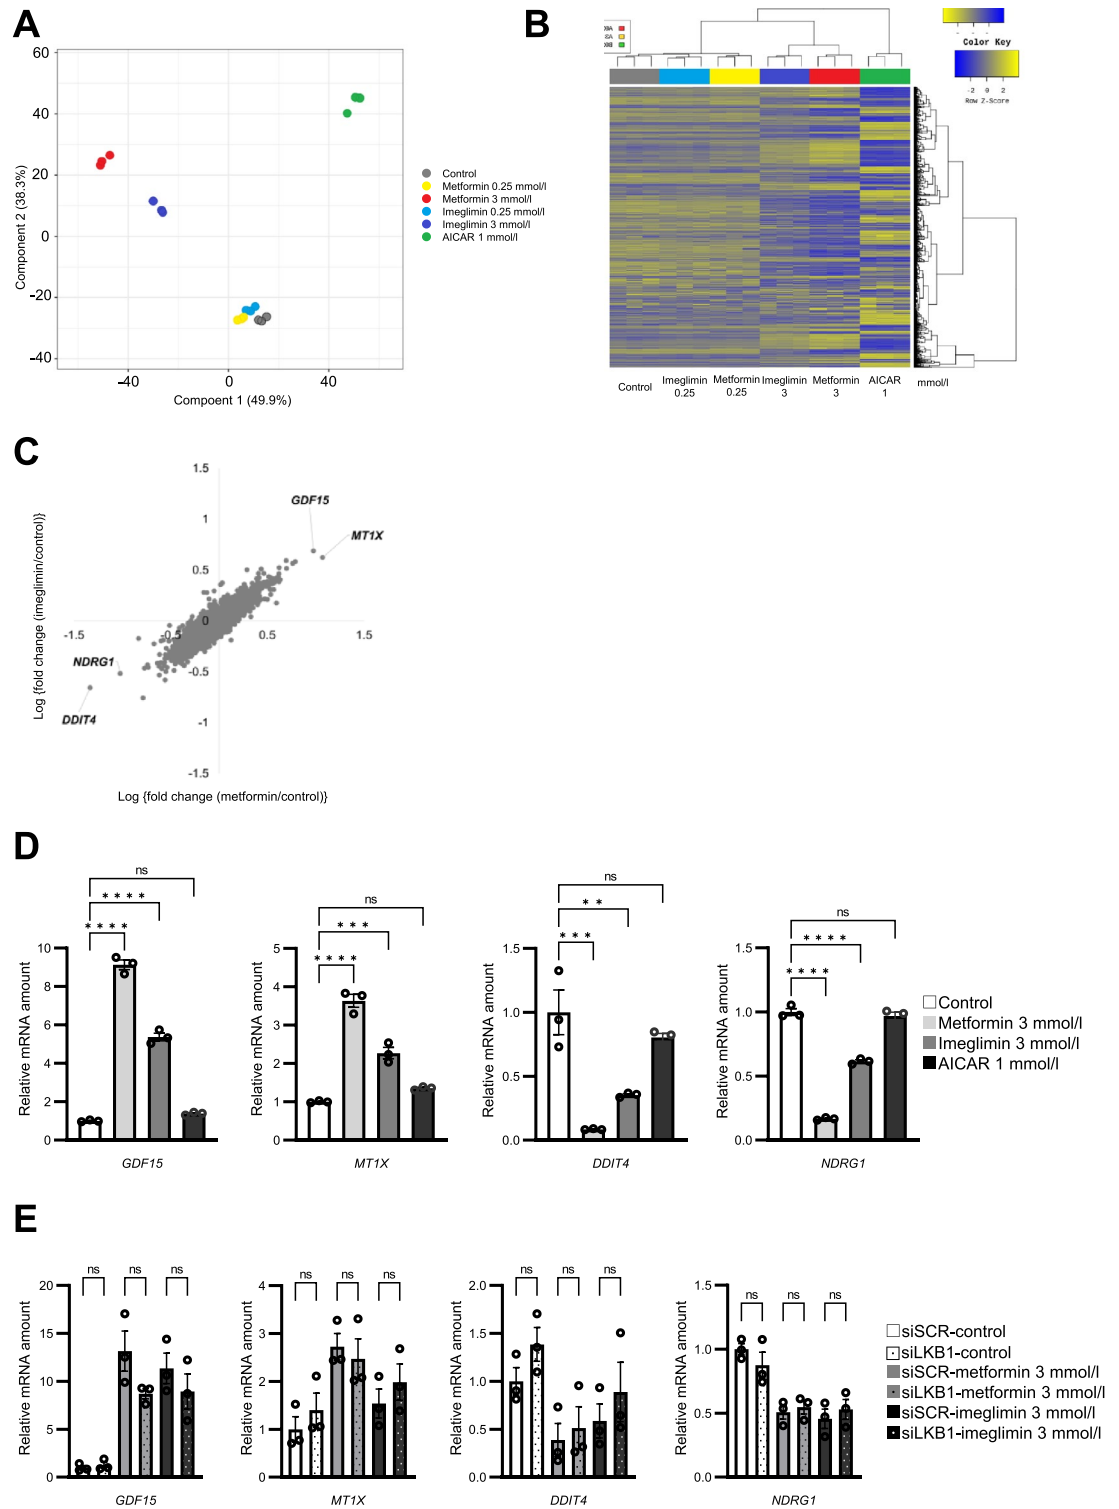 A
60
40
20
0
-20
-40
-40
0
40
Component 2 (38.3%)
Compoent 1 (49.9%)
Control
Metformin 0.25 mmol/l
Metformin 3 mmol/l
Imeglimin 0.25 mmol/l
Imeglimin 3 mmol/l
AICAR 1 mmol/l
B
Color Key
-2 0 2
Row Z-Score
Control
Imeglimin 0.25
Metformin 0.25
Imeglimin 3
Metformin 3
AICAR 1
mmol/l
C
1.5
1
0.5
0
-0.5
-1
-1.5
-1.5
-0.5
0.5
1.5
GDF15
MT1X
NDRG1
DDIT4
Log {fold change (imeglimin/control)}
Log {fold change (metformin/control)}
D
ns
****
****
10
8
6
4
2
0
Relative mRNA amount
GDF15
ns
***
****
5
4
3
2
1
0
Relative mRNA amount
MT1X
ns
**
***
1.5
1.0
0.5
0.0
Relative mRNA amount
DDIT4
ns
****
****
1.5
1.0
0.5
0.0
Relative mRNA amount
NDRG1
Control
Metformin 3 mmol/l
Imeglimin 3 mmol/l
AICAR 1 mmol/l
E
ns ns ns
20
15
10
5
0
Relative mRNA amount
GDF15
ns ns ns
4
3
2
1
0
Relative mRNA amount
MT1X
ns ns ns
2.0
1.5
1.0
0.5
0.0
Relative mRNA amount
DDIT4
ns ns ns
1.5
1.0
0.5
0.0
Relative mRNA amount
NDRG1
siSCR-control
siLKB1-control
siSCR-metformin 3 mmol/l
siLKB1-metformin 3 mmol/l
siSCR-imeglimin 3 mmol/l
siLKB1-imeglimin 3 mmol/l